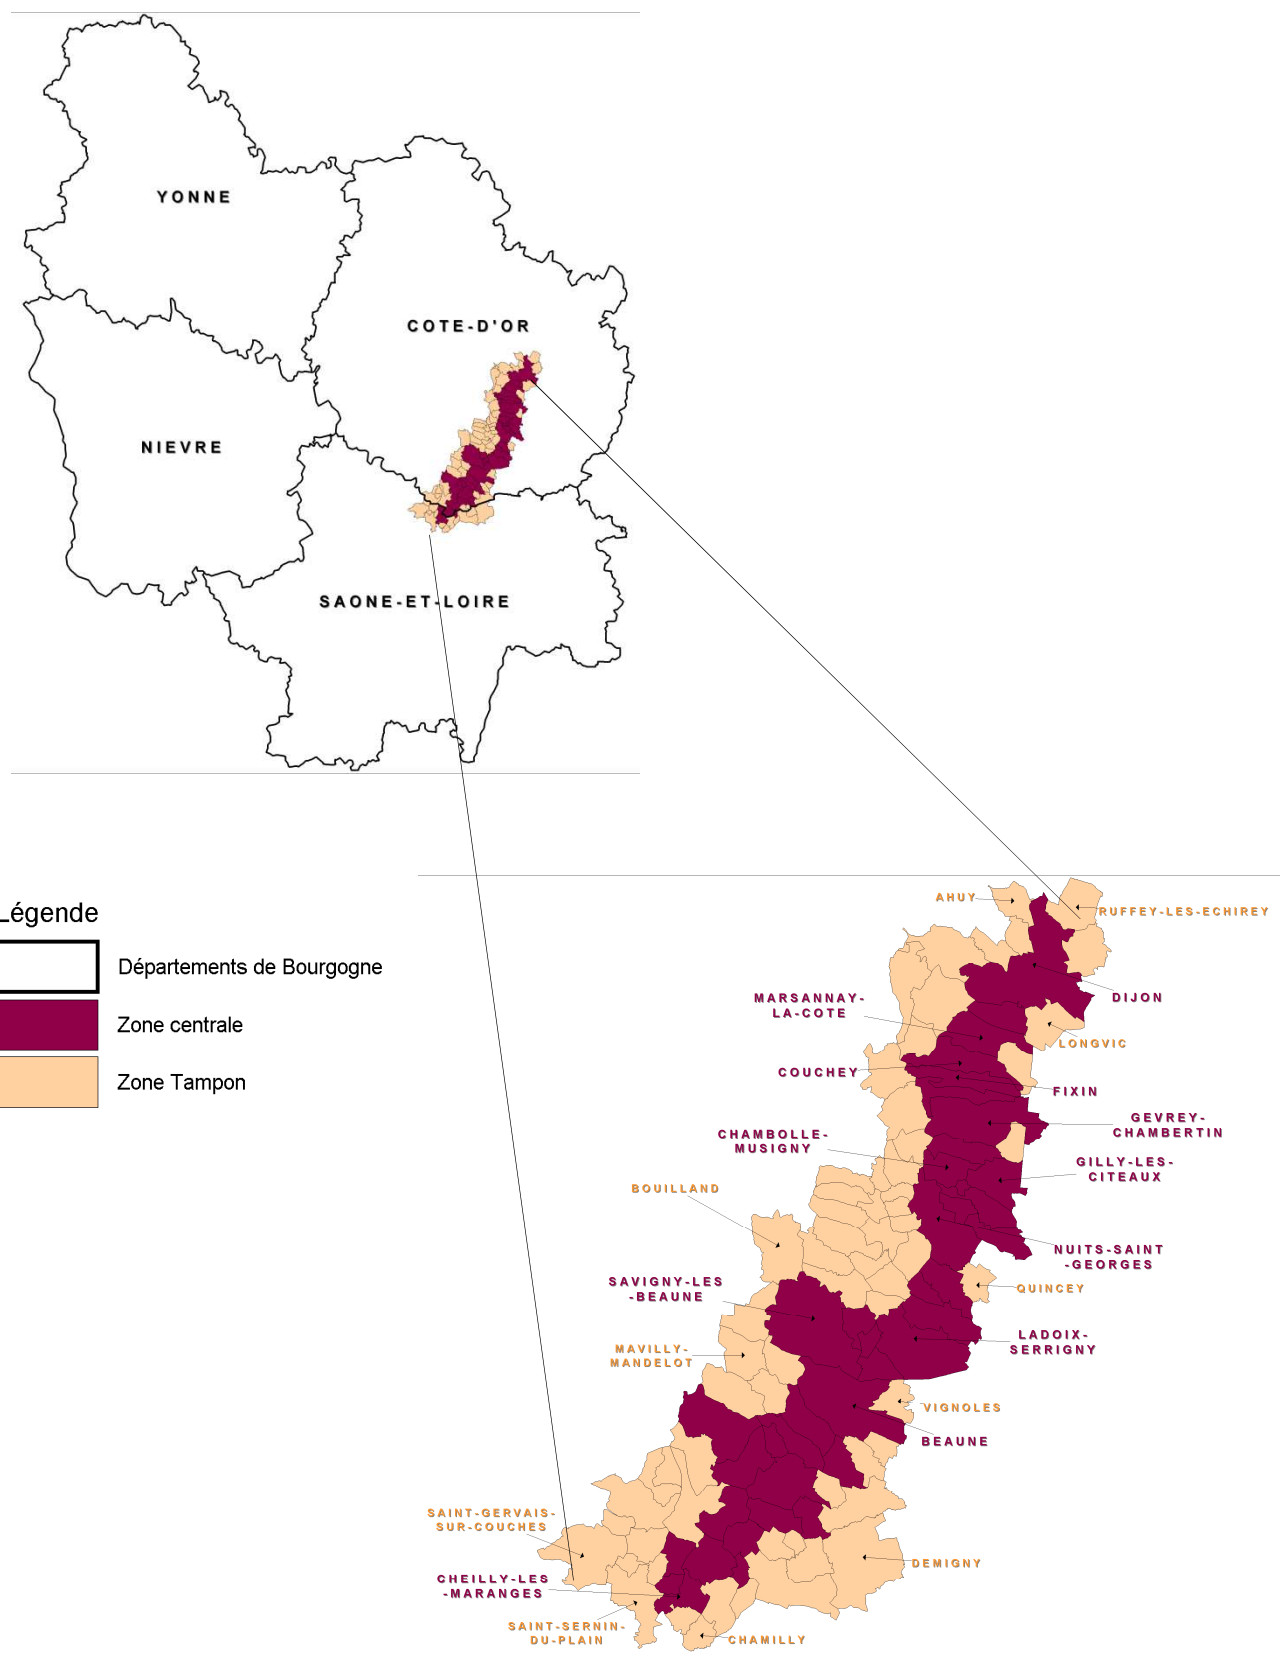 YONNE
COTE-D'OR
NIEVRE
SAONE-ET-LOIRE
Légende
Départements de Bourgogne
Zone centrale
Zone Tampon
AHUY
RUFFEY-LES-ECHIREY
DIJON
MARSANNAY-
LA-COTE
LONGVIC
COUCHEY
FIXIN
GEVREY-
CHAMBERTIN
CHAMBOLLE-
MUSIGNY
GILLY-LES-
CITEAUX
BOUILLAND
NUITS-SAINT
-GEORGES
SAVIGNY-LES
-BEAUNE
QUINCEY
LADOIX-
SERRIGNY
MAVILLY-
MANDELOT
VIGNOLES
BEAUNE
SAINT-GERVAIS-
SUR-COUCHES
DEMIGNY
CHEILLY-LES
-MARANGES
SAINT-SERNIN-
DU-PLAIN
CHAMILLY